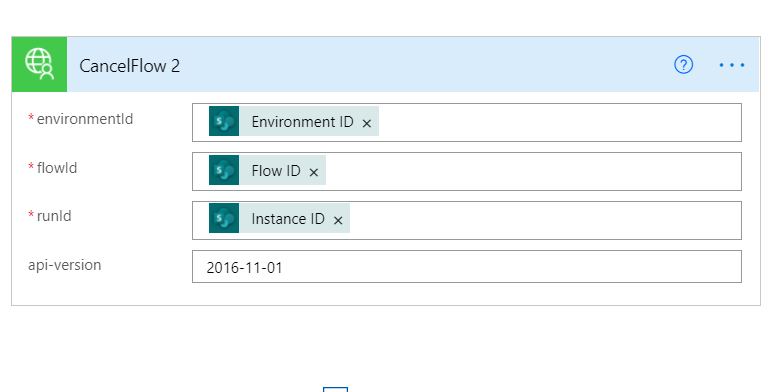 CancelFlow 2
* environmentId
Environment ID ×
* flowId
Flow ID ×
* runId
Instance ID ×
api-version
2016-11-01